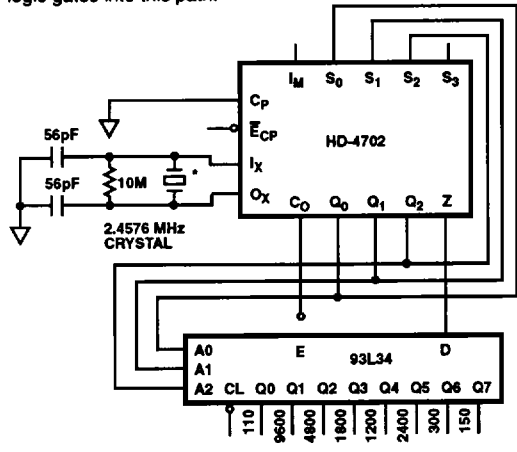 logic gates into this path.
IM S0 S1 S2 S3
CP
ECP
HD-4702
56pF
IX
10M
*
56pF
OX
CO Q0 Q1 Q2 Z
2.4576 MHz
CRYSTAL
A0 E 93L34 D
A1
A2 CL Q0 Q1 Q2 Q3 Q4 Q5 Q6 Q7
110 9600 4800 1800 1200 2400 300 150